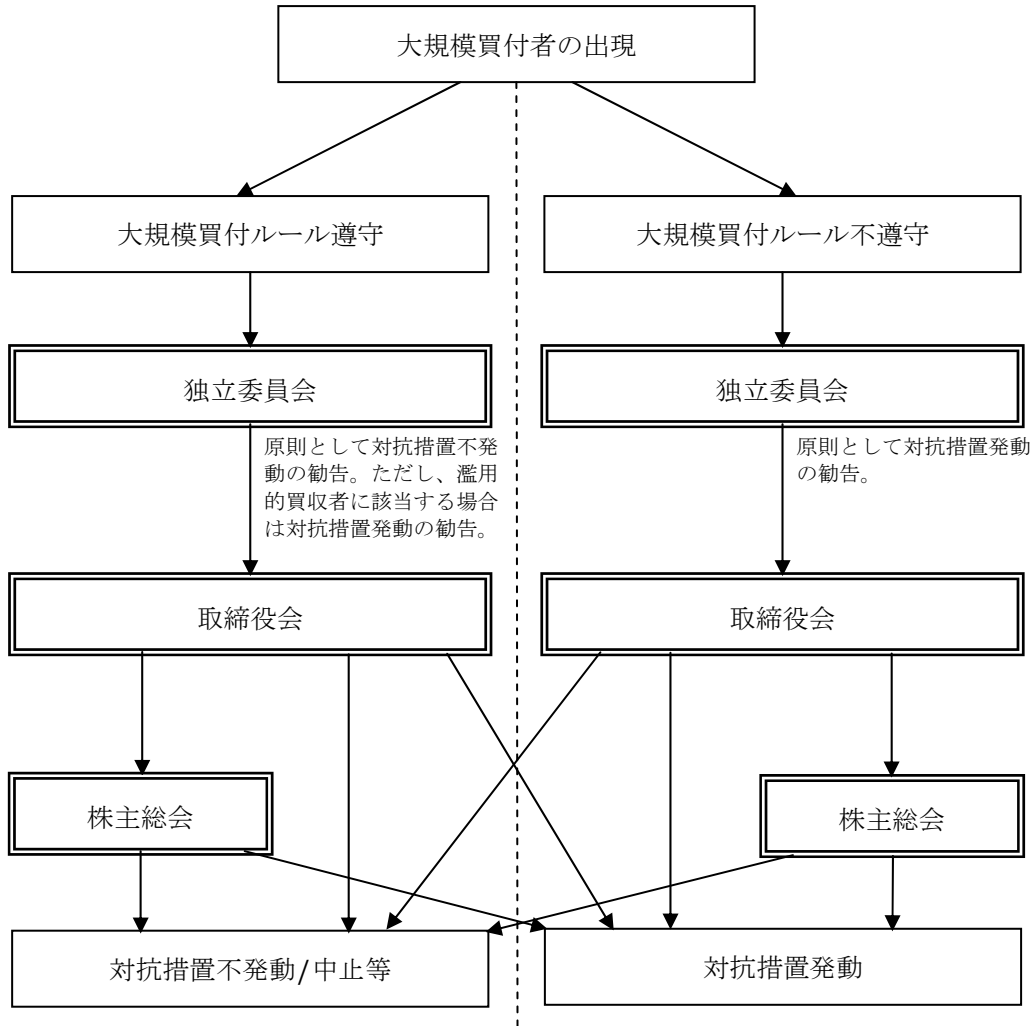 大規模買付者の出現
大規模買付ルール遵守
大規模買付ルール不遵守
独立委員会
独立委員会
原則として対抗措置不発
動の勧告。ただし、濫用
的買収者に該当する場合
は対抗措置発動の勧告。
原則として対抗措置発動
の勧告。
取締役会
取締役会
株主総会
株主総会
対抗措置不発動/中止等
対抗措置発動